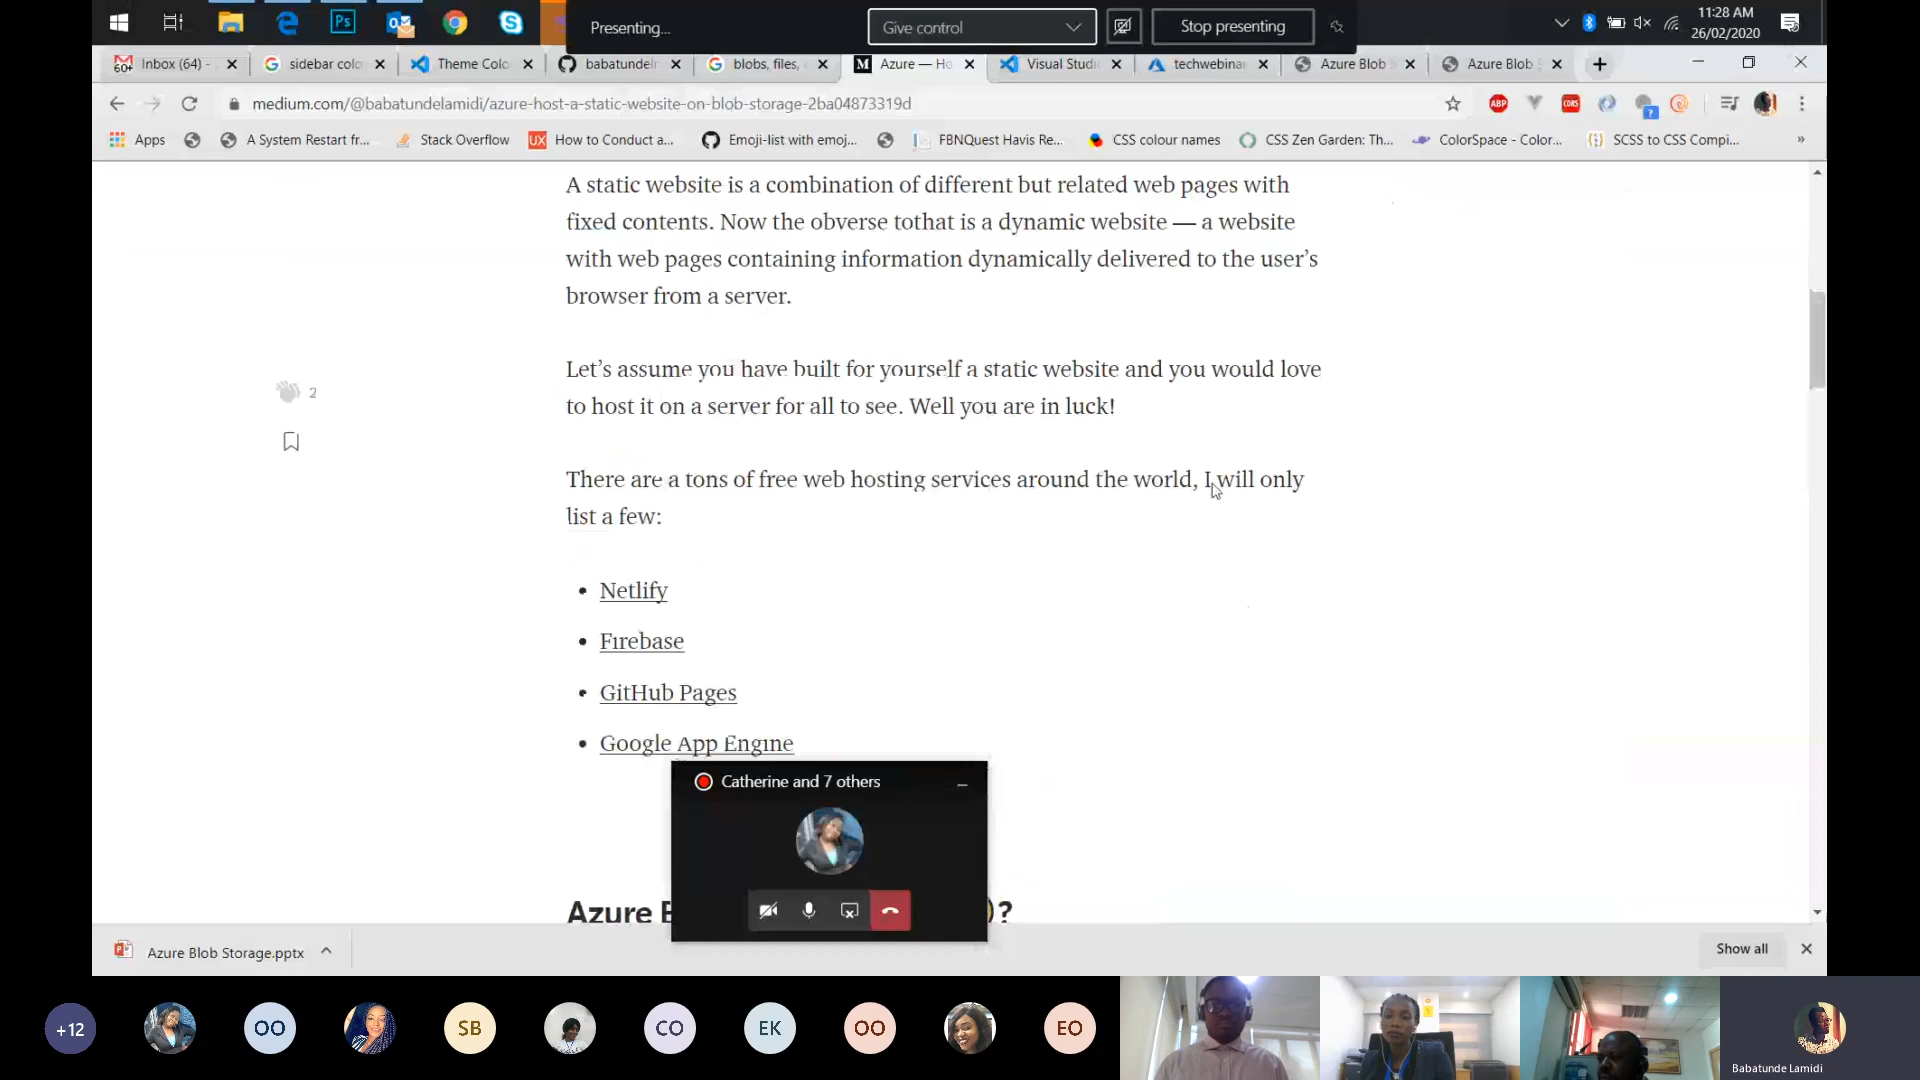 Presenting...
Give control
Stop presenting
11:28 AM
26/02/2020
60+
Inbox (64) -
sidebar colo
Theme Colo
babatundelr
blobs, files,
M
Azure — Ho
Visual Studi
techwebina
Azure Blob
Azure Blob
medium.com/@babatundelamidi/azure-host-a-static-website-on-blob-storage-2ba04873319d
ABP
CORS
Apps
A System Restart fr...
Stack Overflow
UX
How to Conduct a...
Emoji-list with emoj...
FBNQuest Havis Re...
CSS colour names
CSS Zen Garden: Th...
ColorSpace - Color...
SCSS to CSS Compi...
A static website is a combination of different but related web pages with
fixed contents. Now the obverse tothat is a dynamic website — a website
with web pages containing information dynamically delivered to the user's
browser from a server.
Let's assume you have built for yourself a static website and you would love
to host it on a server for all to see. Well you are in luck!
2
There are a tons of free web hosting services around the world, I will only
list a few:
• Netlify
• Firebase
• GitHub Pages
• Google App Engine
Catherine and 7 others
Azure
?
Azure Blob Storage.pptx
Show all
+12
OO
SB
CO
EK
OO
EO
Babatunde Lamidi